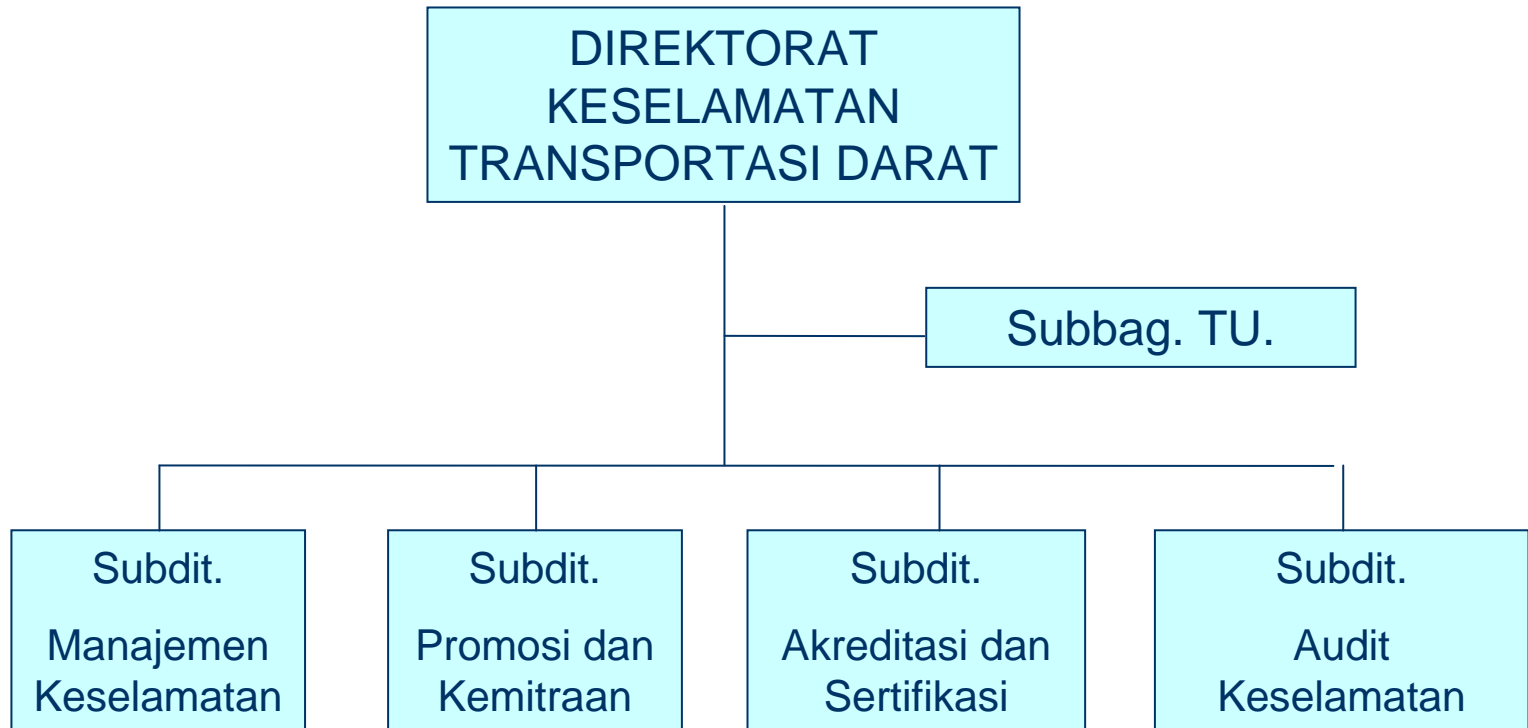 DIREKTORAT
KESELAMATAN
TRANSPORTASI DARAT
Subbag. TU.
Subdit.
Manajemen
Keselamatan
Subdit.
Promosi dan
Kemitraan
Subdit.
Akreditasi dan
Sertifikasi
Subdit.
Audit
Keselamatan